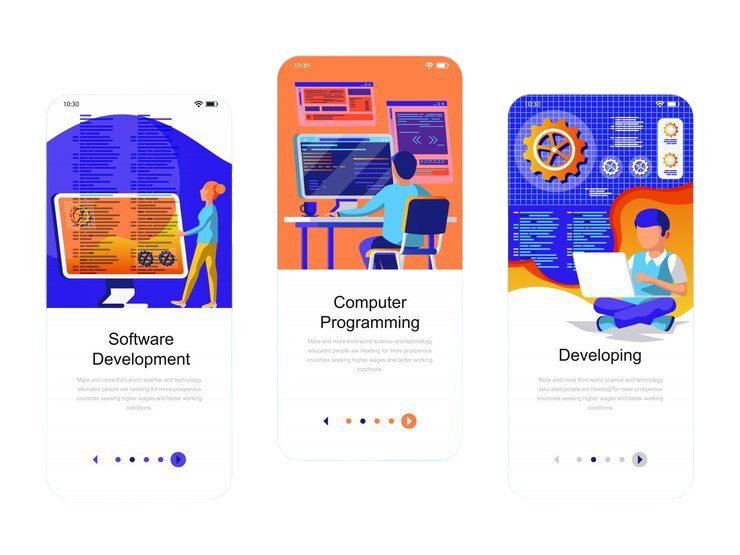 10:30
Software
Development
More and more third world science and technology
educated people are heading for more prosperous
countries seeking higher wages and better working
conditions.
10:30
Computer
Programming
More and more third world science and technology
educated people are heading for more prosperous
countries seeking higher wages and better working
conditions.
10:30
Developing
More and more third world science and technology
educated people are heading for more prosperous
countries seeking higher wages and better working
conditions.